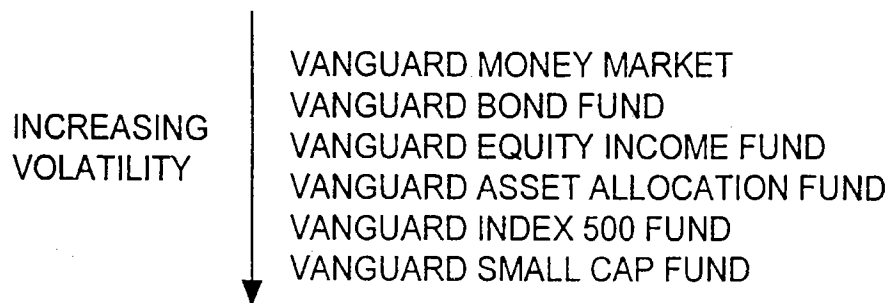 INCREASING
VOLATILITY
VANGUARD MONEY MARKET
VANGUARD BOND FUND
VANGUARD EQUITY INCOME FUND
VANGUARD ASSET ALLOCATION FUND
VANGUARD INDEX 500 FUND
VANGUARD SMALL CAP FUND